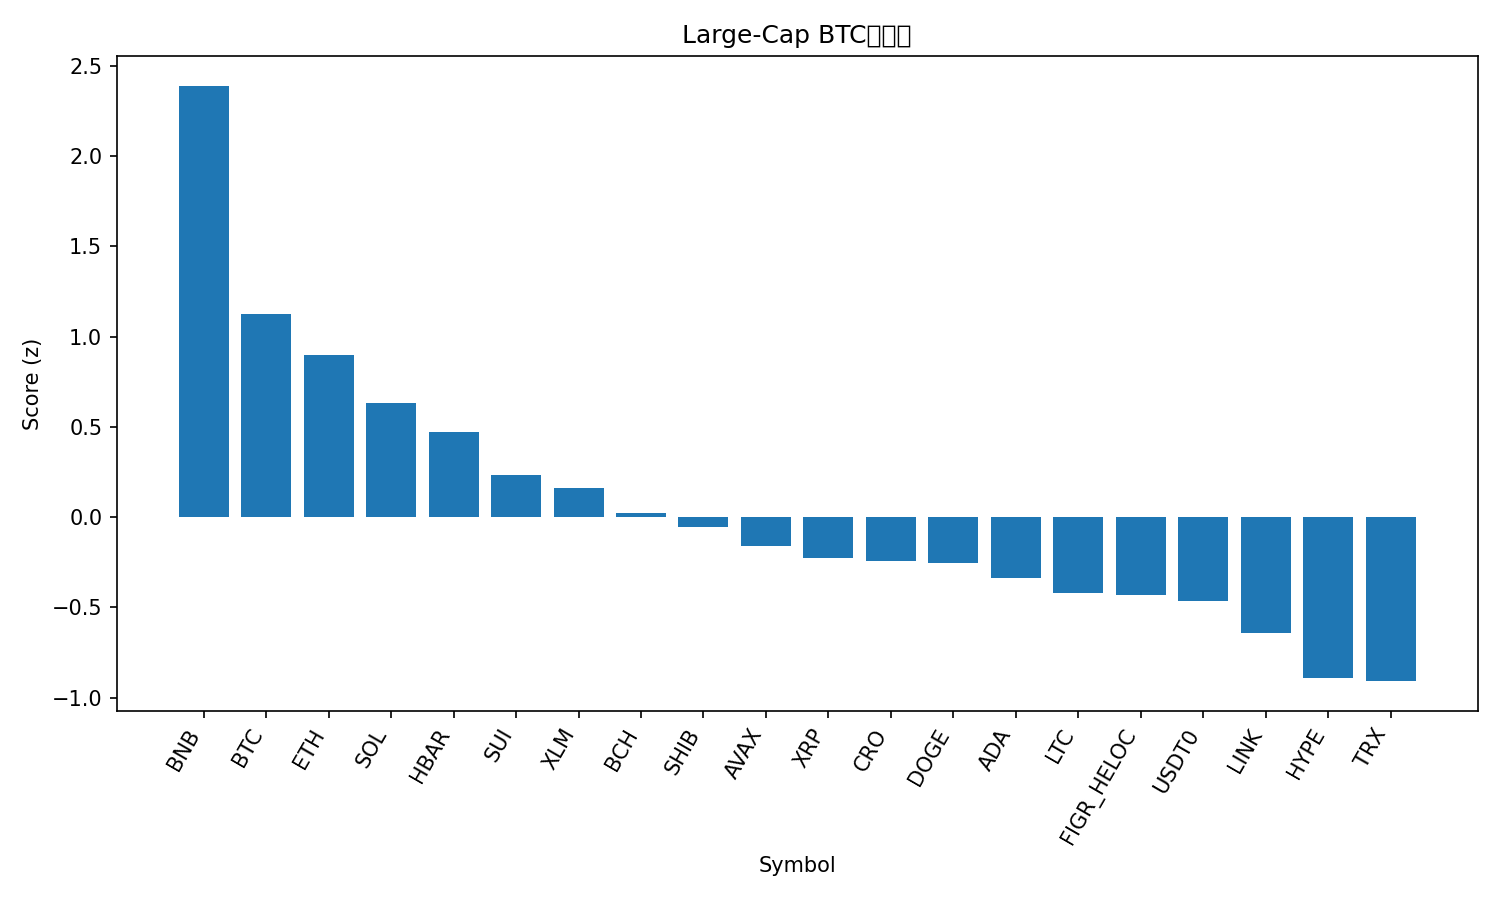 Large-Cap BTC
2.5
2.0
1.5
1.0
0.5
0.0
−0.5
−1.0
Score (z)
BNB
BTC
ETH
SOL
HBAR
SUI
XLM
BCH
SHIB
AVAX
XRP
CRO
DOGE
ADA
LTC
FIGR_HELOC
USDT0
LINK
HYPE
TRX
Symbol